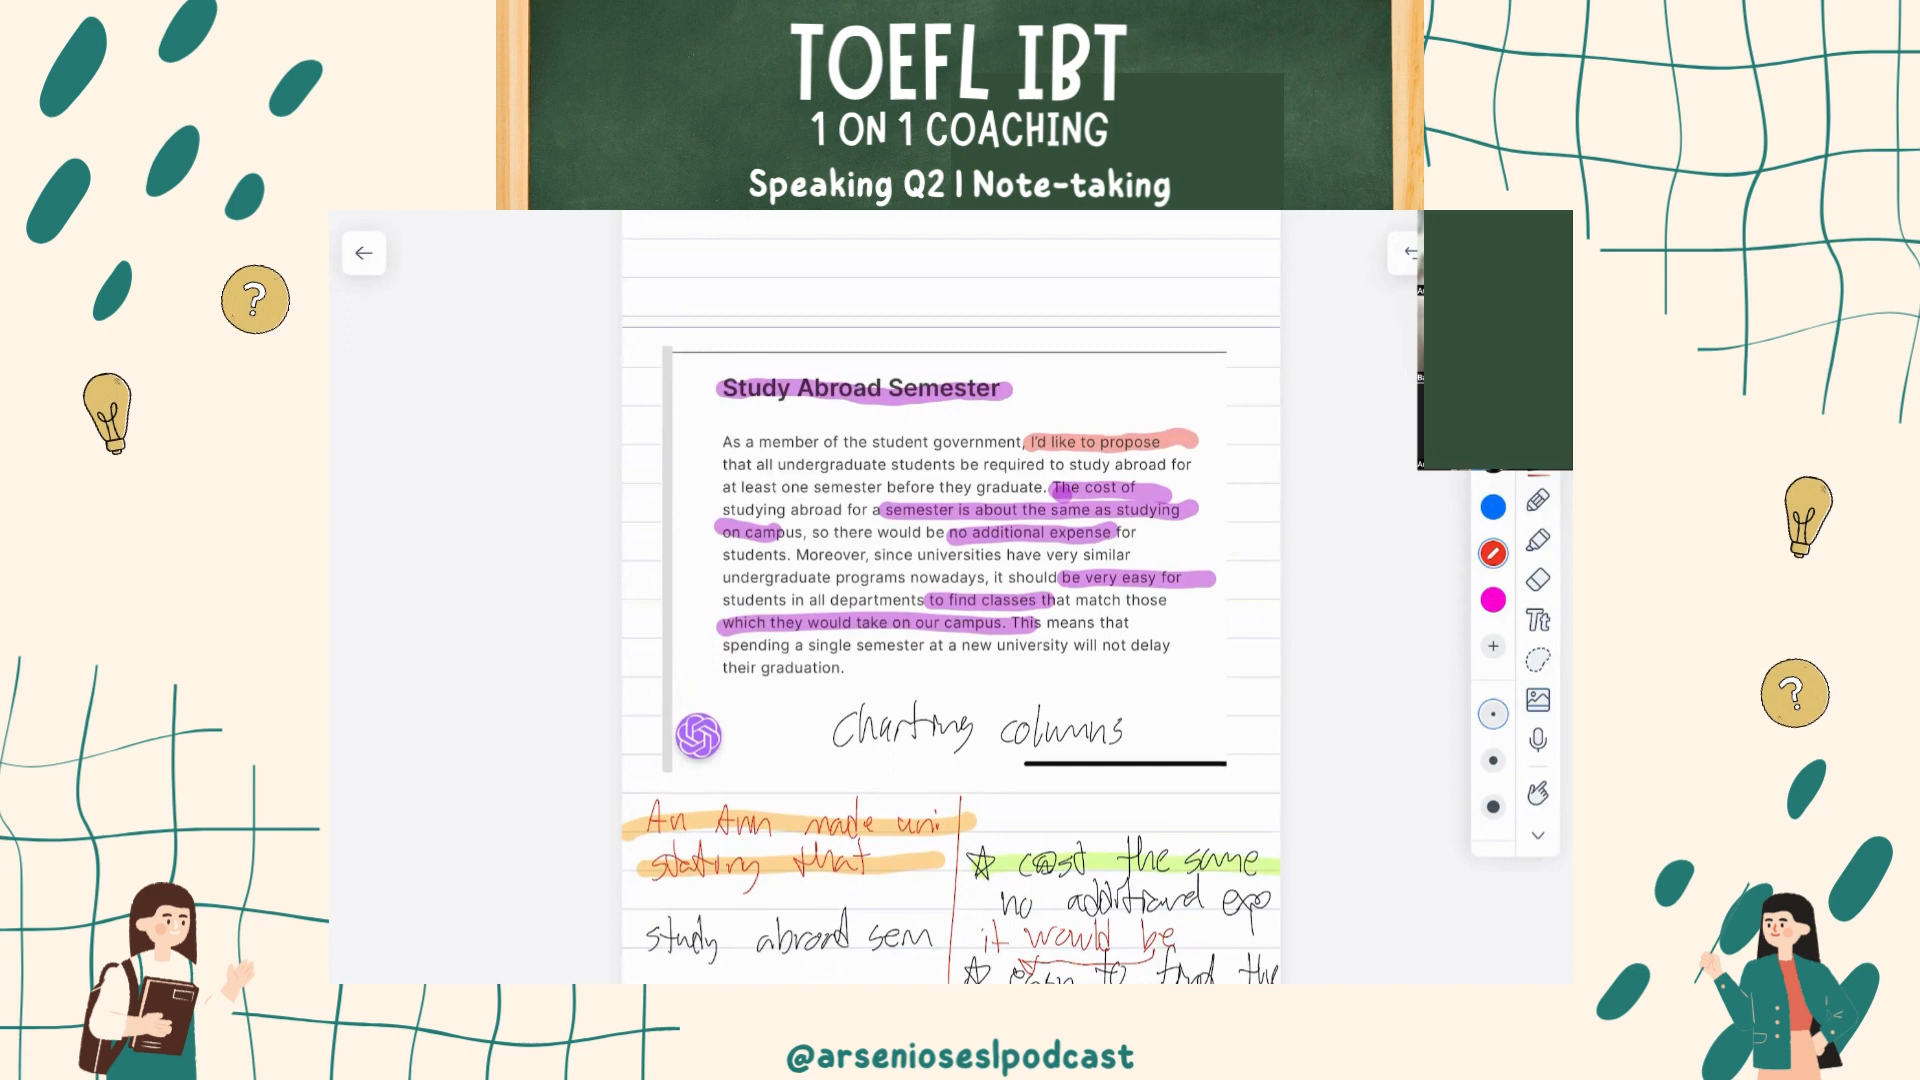 TOEFL IBT
1 ON 1 COACHING
Speaking Q2 | Note-taking
Study Abroad Semester
As a member of the student government, I'd like to propose
that all undergraduate students be required to study abroad for
at least one semester before they graduate. The cost of
studying abroad for a semester is about the same as studying
on campus, so there would be no additional expense for
students. Moreover, since universities have very similar
undergraduate programs nowadays, it should be very easy for
students in all departments to find classes that match those
which they would take on our campus. This means that
spending a single semester at a new university will not delay
their graduation.
Charting columns
An Ann made uni.
stating that
study abroad sem
cost the same
no additional exp
it would be
easy to find the
Tt
@arsenioseslpodcast